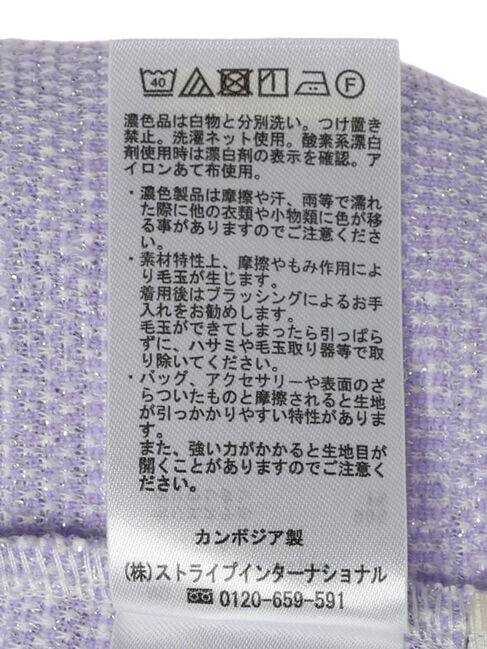 40 F
濃色品は白物と分別洗い。つけ置き
禁止。洗濯ネット使用。酸素系漂白
剤使用時は漂白剤の表示を確認。ア
イロンあて布使用。
・濃色製品は摩擦や汗、雨等で濡れ
た際に他の衣類や小物類に色が移
る事がありますのでご注意くださ
い。
・素材特性上、摩擦やもみ作用によ
り毛玉が生じます。
着用後はブラッシングによるお手
入れをお勧めします。
毛玉ができてしまったら引っぱら
ずに、ハサミや毛玉取り器等で取
り除いてください。
・バッグ、アクセサリーや表面のざ
らついたものと摩擦されると生地
が引っかかりやすい特性がありま
す。
また、強い力がかかると生地目が
開くことがありますのでご注意く
ださい。
カンボジア製
(株)ストライプインターナショナル
0120-659-591